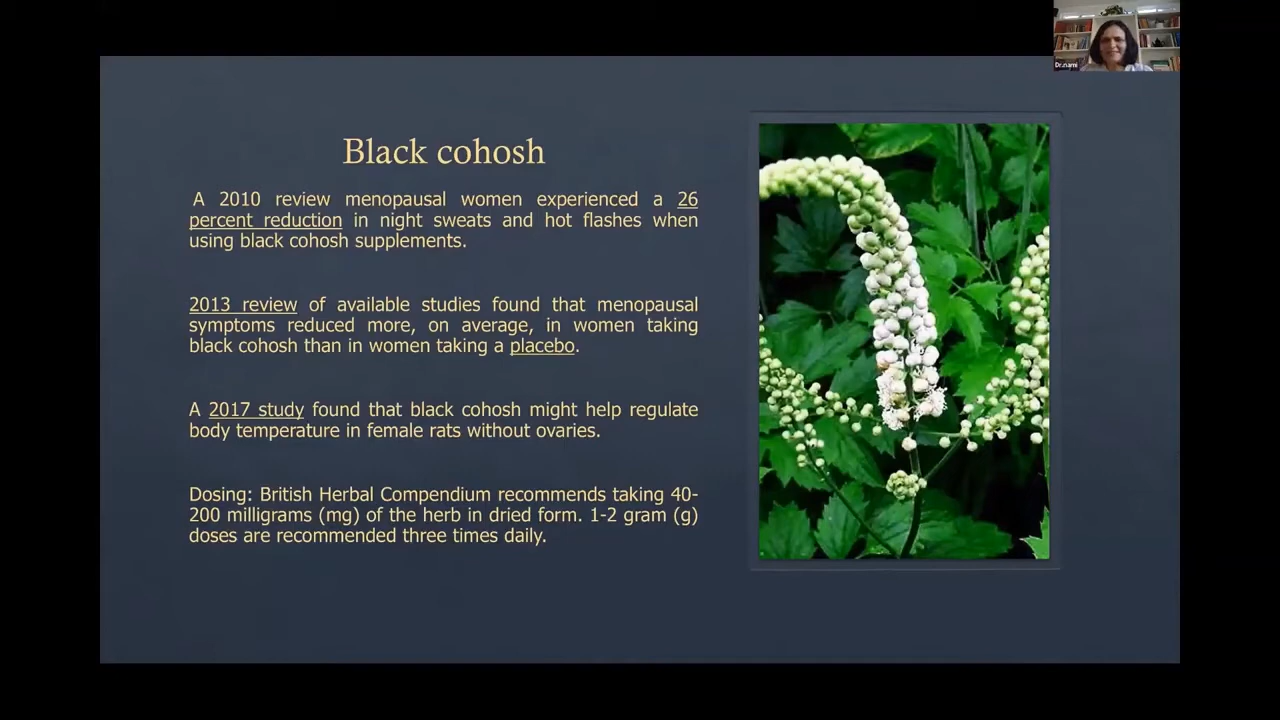 Dr.nami
Black cohosh
A 2010 review menopausal women experienced a 26
percent reduction in night sweats and hot flashes when
using black cohosh supplements.
2013 review of available studies found that menopausal
symptoms reduced more, on average, in women taking
black cohosh than in women taking a placebo.
A 2017 study found that black cohosh might help regulate
body temperature in female rats without ovaries.
Dosing: British Herbal Compendium recommends taking 40-
200 milligrams (mg) of the herb in dried form. 1-2 gram (g)
doses are recommended three times daily.